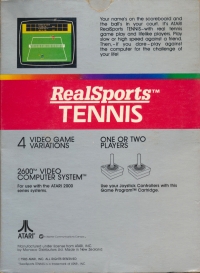 Your name's on the scoreboard and
the ball's in your court. It's ATARI
RealSports TENNIS—with real tennis
game play and lifelike players. Play
slow or high speed against a friend.
Then,—if you dare—play against
the computer for the challenge of
your life!
RealSports™
TENNIS
4 VIDEO GAME
VARIATIONS
ONE OR TWO
PLAYERS
2600™ VIDEO
COMPUTER SYSTEM™
For use with the ATARI 2600
series systems.
Use your Joystick Controllers with this
Game Program™ Cartridge.
ATARI®